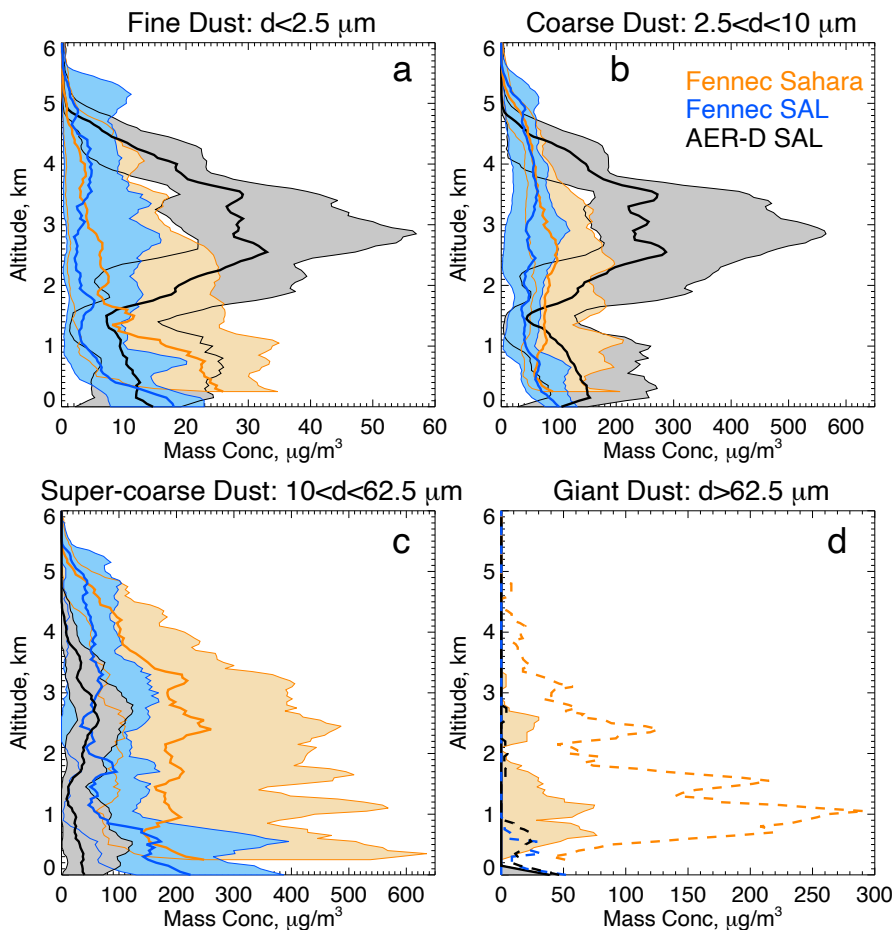 Fine Dust: d<2.5 μm
Coarse Dust: 2.5<d<10 μm
a
b
Fennec Sahara
Fennec SAL
AER-D SAL
Altitude, km
6
5
4
3
2
1
0
0 10 20 30 40 50 60
Mass Conc, μg/m³
Altitude, km
6
5
4
3
2
1
0
0 100 200 300 400 500 600
Mass Conc, μg/m³
Super-coarse Dust: 10<d<62.5 μm
Giant Dust: d>62.5 μm
c
d
Altitude, km
6
5
4
3
2
1
0
0 100 200 300 400 500 600
Mass Conc, μg/m³
Altitude, km
6
5
4
3
2
1
0
0 50 100 150 200 250 300
Mass Conc, μg/m³